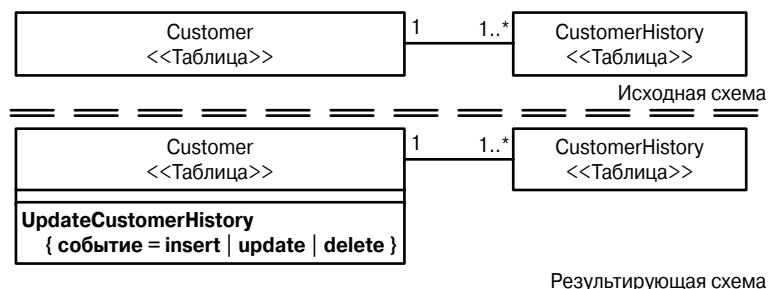 Customer
<<Таблица>>
1
1..*
CustomerHistory
<<Таблица>>
Исходная схема
Customer
<<Таблица>>
1
1..*
CustomerHistory
<<Таблица>>
UpdateCustomerHistory
{ событие = insert | update | delete }
Результирующая схема